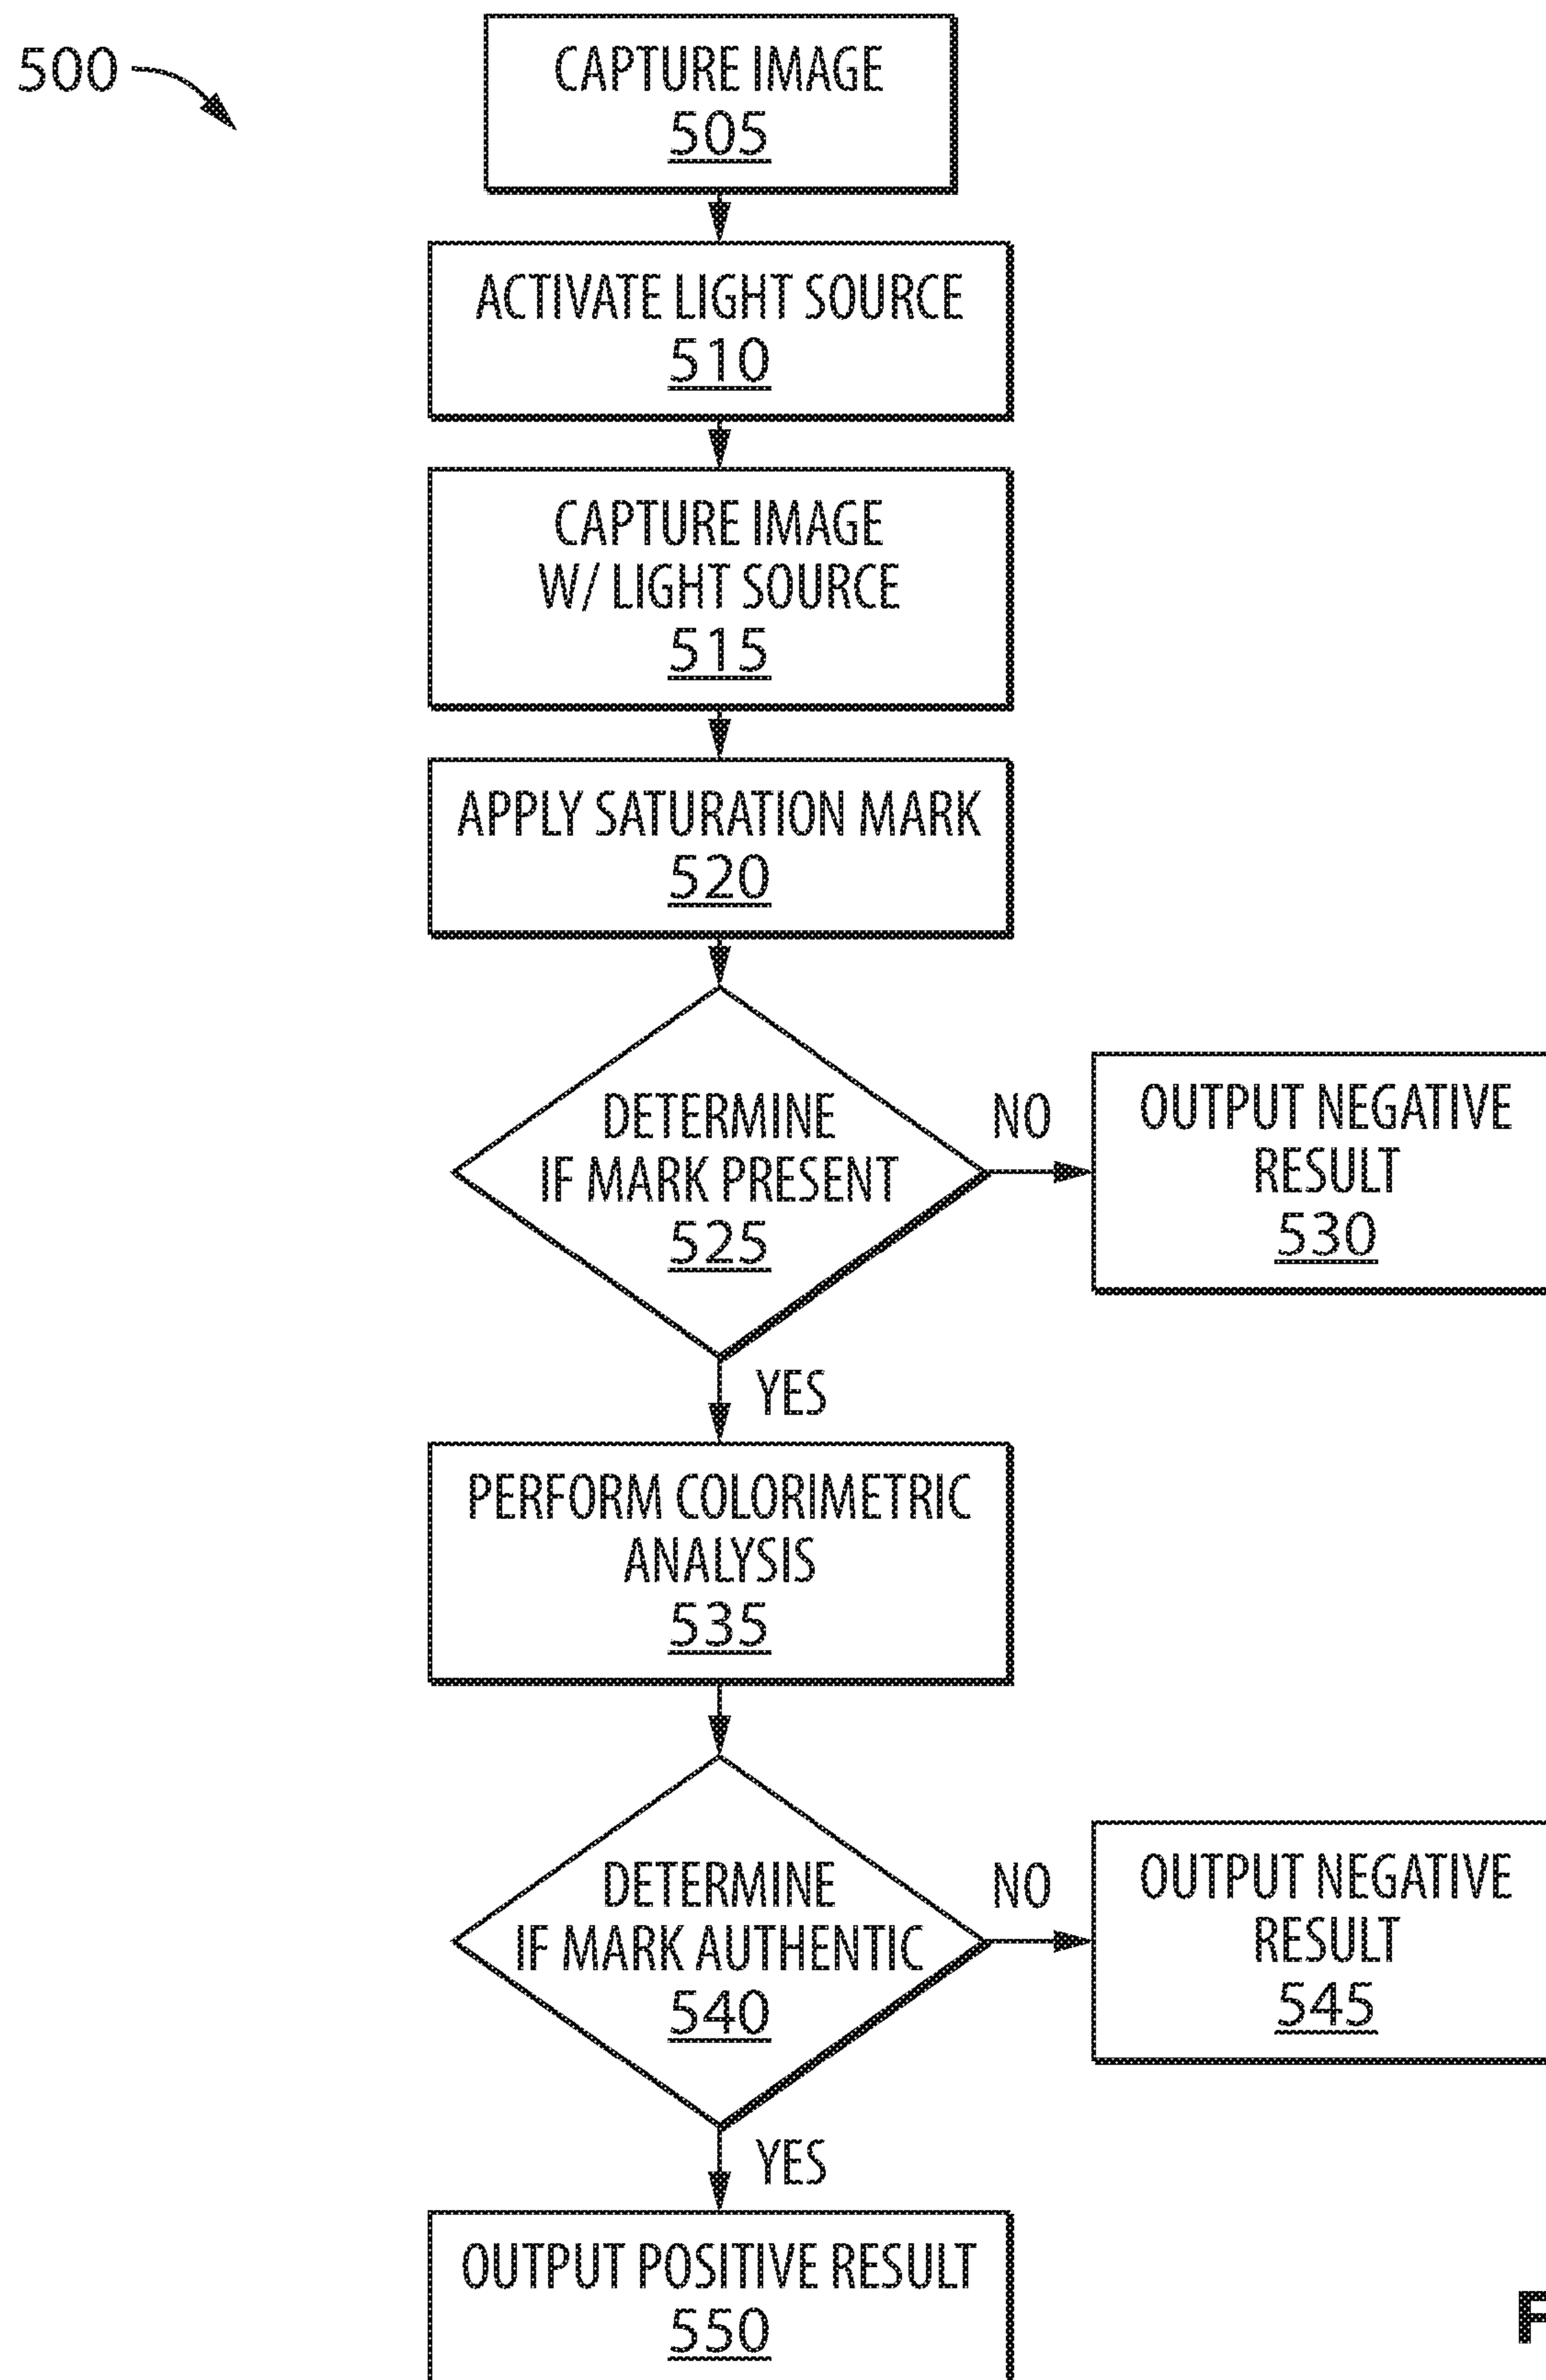 500
CAPTURE IMAGE
505
ACTIVATE LIGHT SOURCE
510
CAPTURE IMAGE
W/ LIGHT SOURCE
515
APPLY SATURATION MARK
520
DETERMINE
IF MARK PRESENT
525
NO
OUTPUT NEGATIVE
RESULT
530
YES
PERFORM COLORIMETRIC
ANALYSIS
535
DETERMINE
IF MARK AUTHENTIC
540
NO
OUTPUT NEGATIVE
RESULT
545
YES
OUTPUT POSITIVE RESULT
550